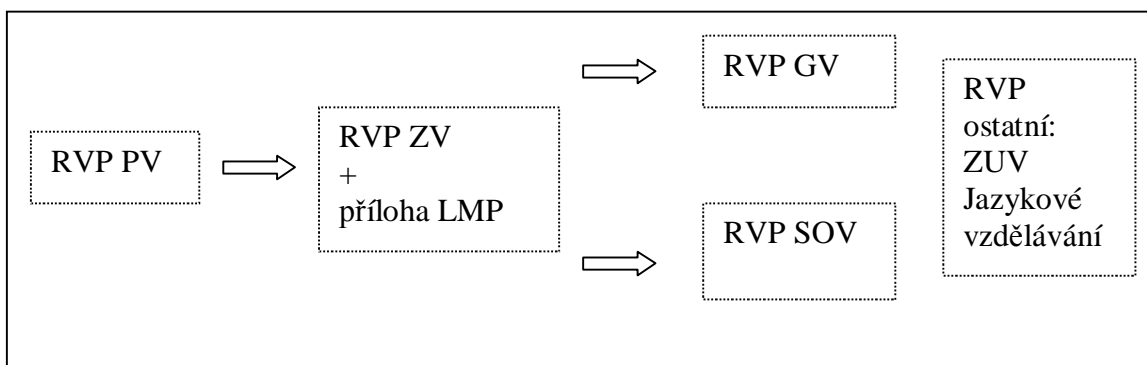 RVP PV
RVP ZV
+
příloha LMP
RVP GV
RVP SOV
RVP
ostatní:
ZUV
Jazykové
vzdělávání